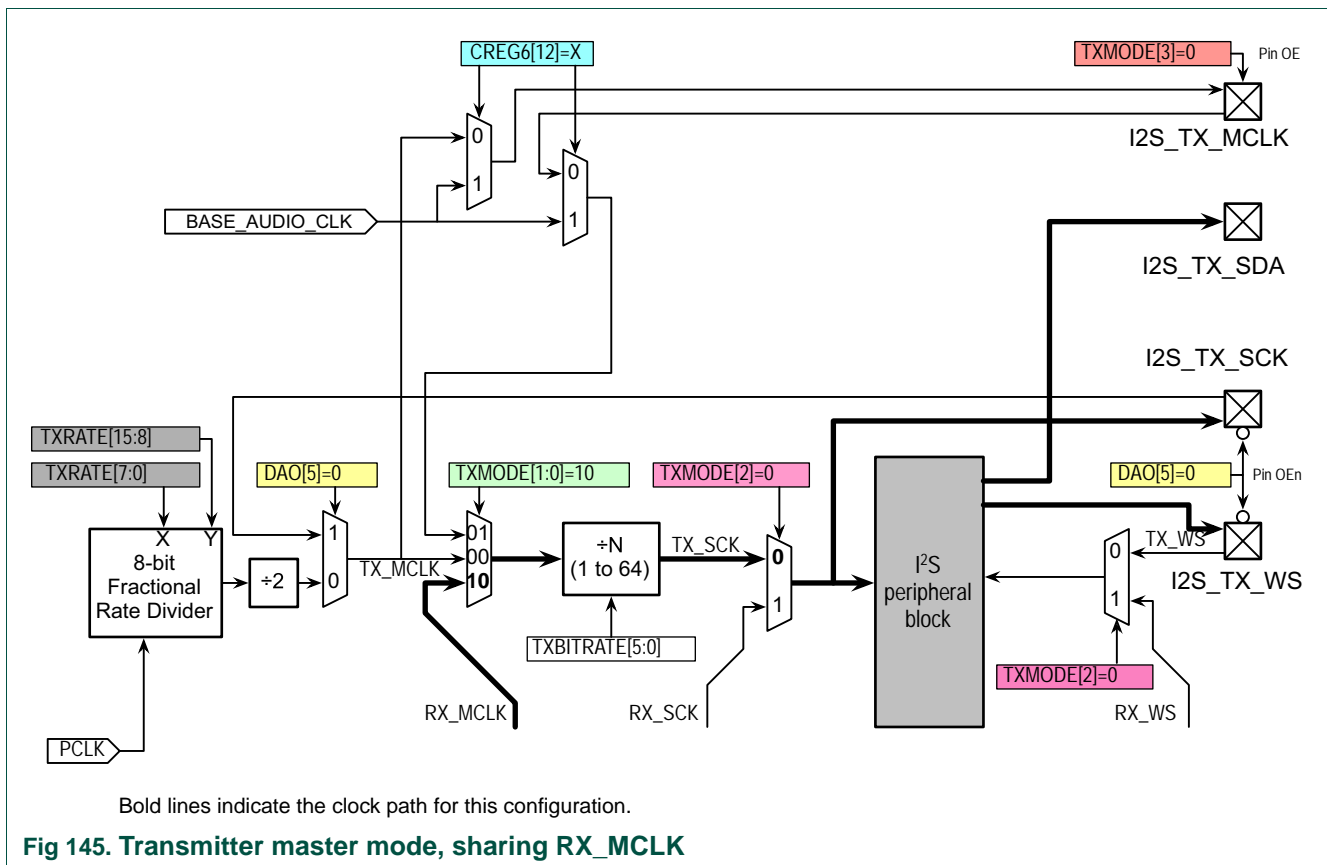 CREG6[12]=X
TXMODE[3]=0
Pin OE
0
1
0
1
I2S_TX_MCLK
BASE_AUDIO_CLK
I2S_TX_SDA
I2S_TX_SCK
TXRATE[15:8]
TXRATE[7:0]
DAO[5]=0
TXMODE[1:0]=10
TXMODE[2]=0
DAO[5]=0
Pin OEn
X
Y
8-bit
Fractional
Rate Divider
÷2
1
0
TX_MCLK
01
00
10
÷N
(1 to 64)
TX_SCK
0
1
I²S
peripheral
block
0
1
TX_WS
I2S_TX_WS
TXBITRATE[5:0]
TXMODE[2]=0
RX_MCLK
RX_SCK
RX_WS
PCLK
Bold lines indicate the clock path for this configuration.
Fig 145. Transmitter master mode, sharing RX_MCLK